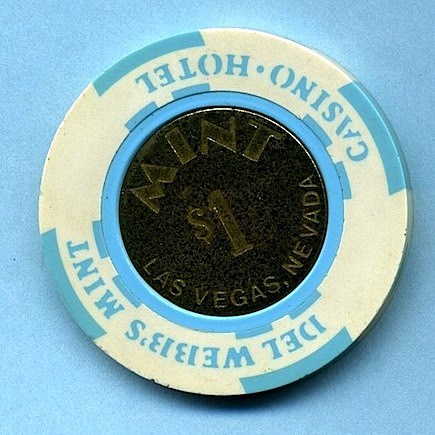 DEL WEBB'S MINT
CASINO · HOTEL
MINT
$1
LAS VEGAS, NEVADA